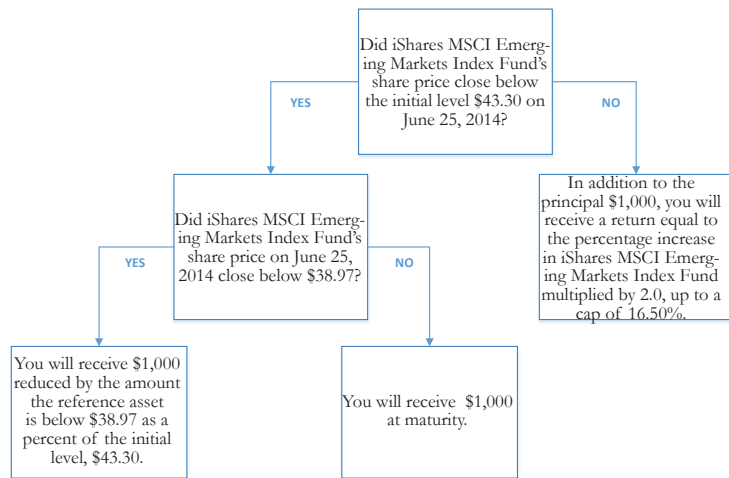 Did iShares MSCI Emerg-
ing Markets Index Fund's
share price close below
the initial level $43.30 on
June 25, 2014?
YES
NO
Did iShares MSCI Emerg-
ing Markets Index Fund's
share price on June 25,
2014 close below $38.97?
In addition to the
principal $1,000, you will
receive a return equal to
the percentage increase
in iShares MSCI Emerg-
ing Markets Index Fund
multiplied by 2.0, up to a
cap of 16.50%.
YES
NO
You will receive $1,000
reduced by the amount
the reference asset
is below $38.97 as a
percent of the initial
level, $43.30.
You will receive $1,000
at maturity.